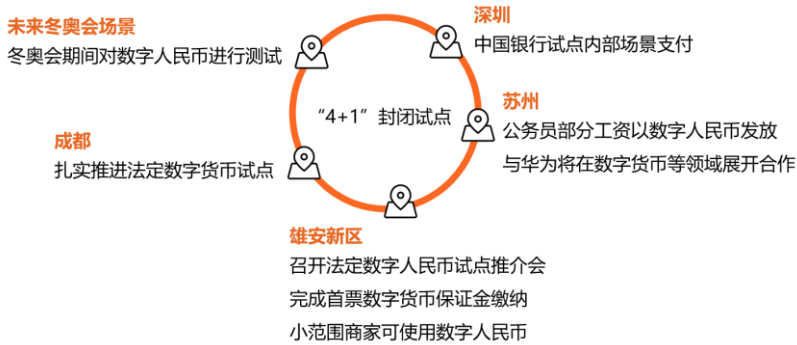 未来冬奥会场景
冬奥会期间对数字人民币进行测试
深圳
中国银行试点内部场景支付
“4+1”封闭试点
苏州
公务员部分工资以数字人民币发放
与华为将在数字货币等领域展开合作
成都
扎实推进法定数字货币试点
雄安新区
召开法定数字人民币试点推介会
完成首票数字货币保证金缴纳
小范围商家可使用数字人民币